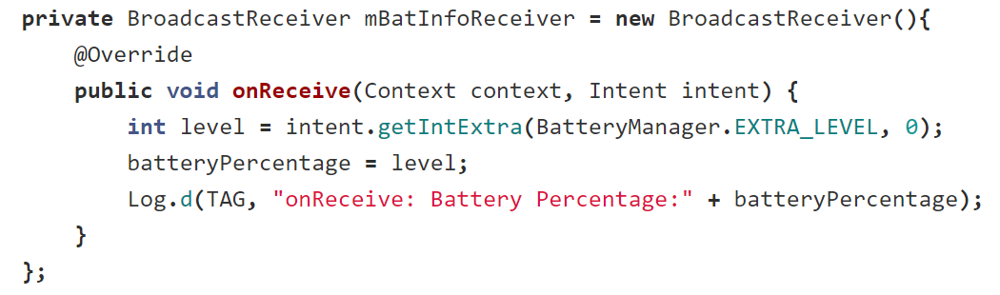 private BroadcastReceiver mBatInfoReceiver = new BroadcastReceiver(){
    @Override
    public void onReceive(Context context, Intent intent) {
        int level = intent.getIntExtra(BatteryManager.EXTRA_LEVEL, 0);
        batteryPercentage = level;
        Log.d(TAG, "onReceive: Battery Percentage:" + batteryPercentage);
    }
};